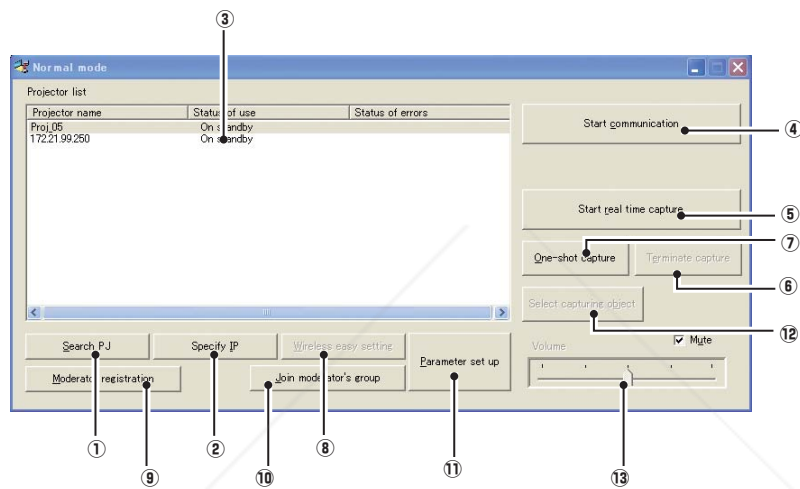 ③
Normal mode
Projector list
Projector name Status of use Status of errors
Proj_05 On standby
172.21.99.250 On standby
Start communication
④
Start real time capture
⑤
⑦
One-shot capture Terminate capture
⑥
Select capturing object
⑫
Search PJ Specify IP Wireless easy setting Parameter set up
Volume Mute
Moderator registration Join moderator's group
① ② ⑧ ⑪
⑨ ⑩ ⑬